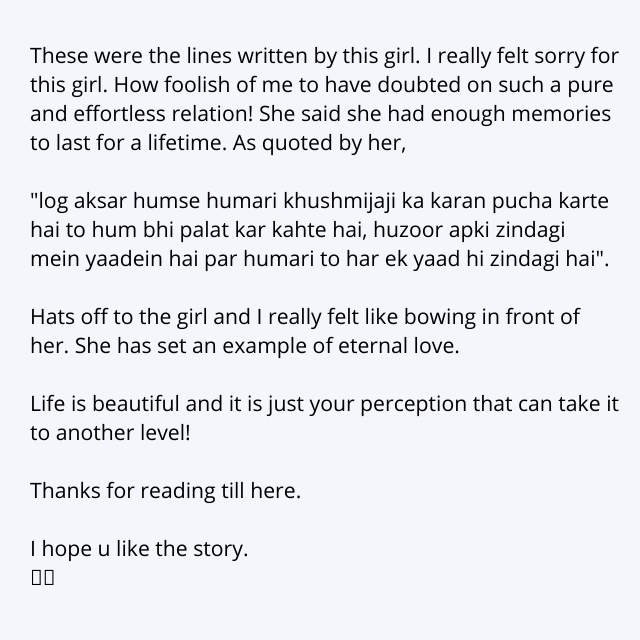 These were the lines written by this girl. I really felt sorry for
this girl. How foolish of me to have doubted on such a pure
and effortless relation! She said she had enough memories
to last for a lifetime. As quoted by her,
"log aksar humse humari khushmijaji ka karan pucha karte
hai to hum bhi palat kar kahte hai, huzoor apki zindagi
mein yaadein hai par humari to har ek yaad hi zindagi hai".
Hats off to the girl and I really felt like bowing in front of
her. She has set an example of eternal love.
Life is beautiful and it is just your perception that can take it
to another level!
Thanks for reading till here.
I hope u like the story.